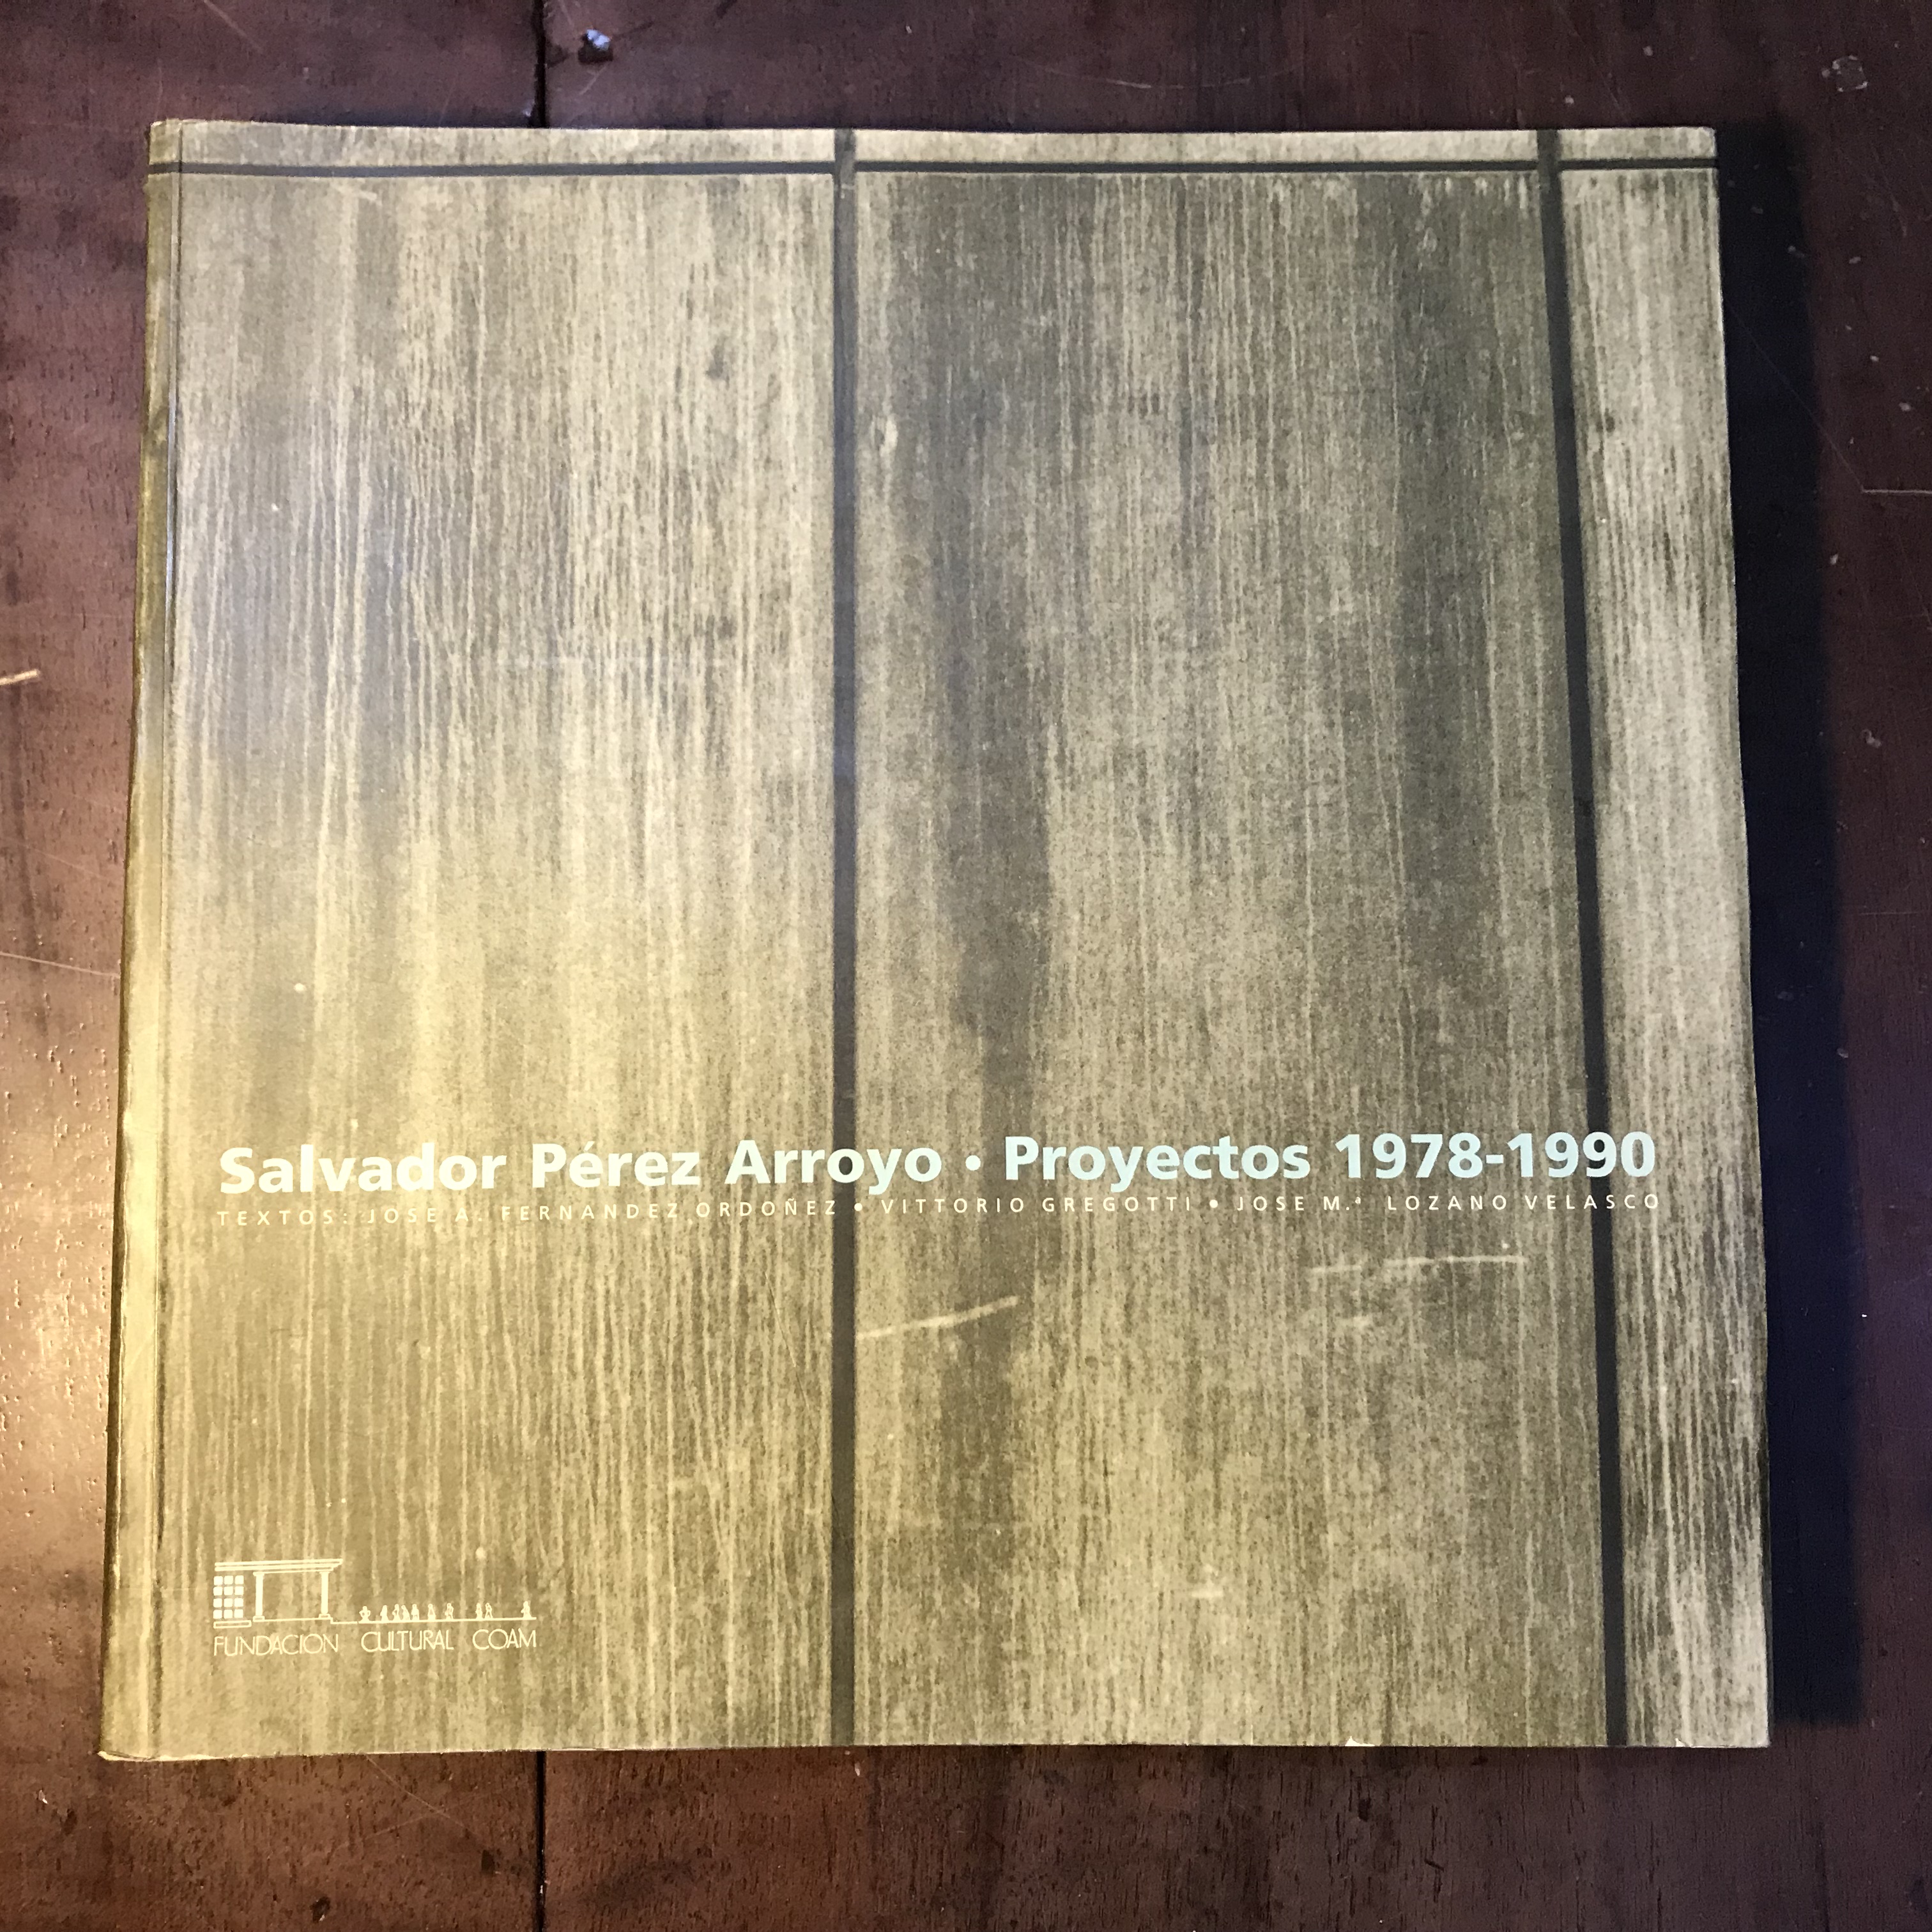 Salvador Pérez Arroyo • Proyectos 1978-1990
TEXTOS: JOSE A. FERNANDEZ ORDOÑEZ • VITTORIO GREGOTTI • JOSE M.ª LOZANO VELASCO
FUNDACION CULTURAL COAM